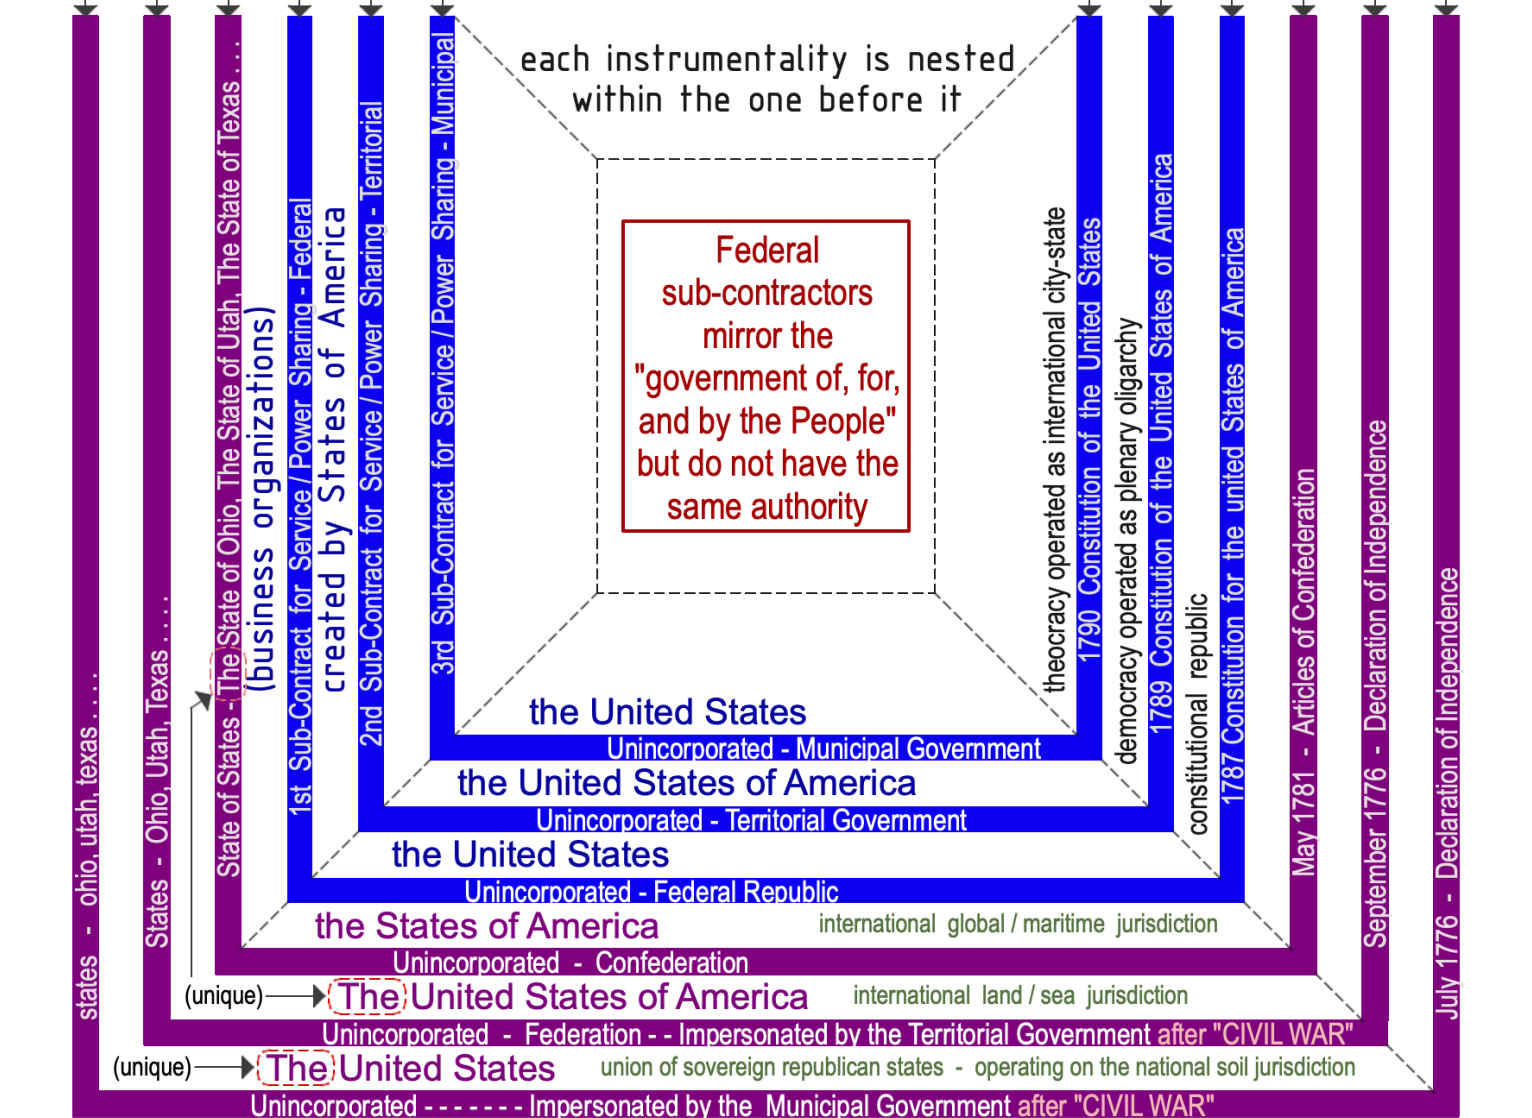 each instrumentality is nested
within the one before it
Federal
sub-contractors
mirror the
"government of, for,
and by the People"
but do not have the
same authority
states - ohio, utah, texas . . . .
States - Ohio, Utah, Texas . . . .
State of States - The State of Ohio, The State of Utah, The State of Texas . . .
(business organizations)
1st Sub-Contract for Service / Power Sharing - Federal
created by States of America
2nd Sub-Contract for Service / Power Sharing - Territorial
3rd Sub-Contract for Service / Power Sharing - Municipal
theocracy operated as international city-state
1790 Constitution of the United States
democracy operated as plenary oligarchy
1789 Constitution of the United States of America
constitutional republic
1787 Constitution for the united States of America
May 1781 - Articles of Confederation
September 1776 - Declaration of Independence
July 1776 - Declaration of Independence
the United States
Unincorporated - Municipal Government
the United States of America
Unincorporated - Territorial Government
the United States
Unincorporated - Federal Republic
the States of America international global / maritime jurisdiction
Unincorporated - Confederation
(unique) The United States of America international land / sea jurisdiction
Unincorporated - Federation - - Impersonated by the Territorial Government after "CIVIL WAR"
(unique) The United States union of sovereign republican states - operating on the national soil jurisdiction
Unincorporated - - - - - - - Impersonated by the Municipal Government after "CIVIL WAR"